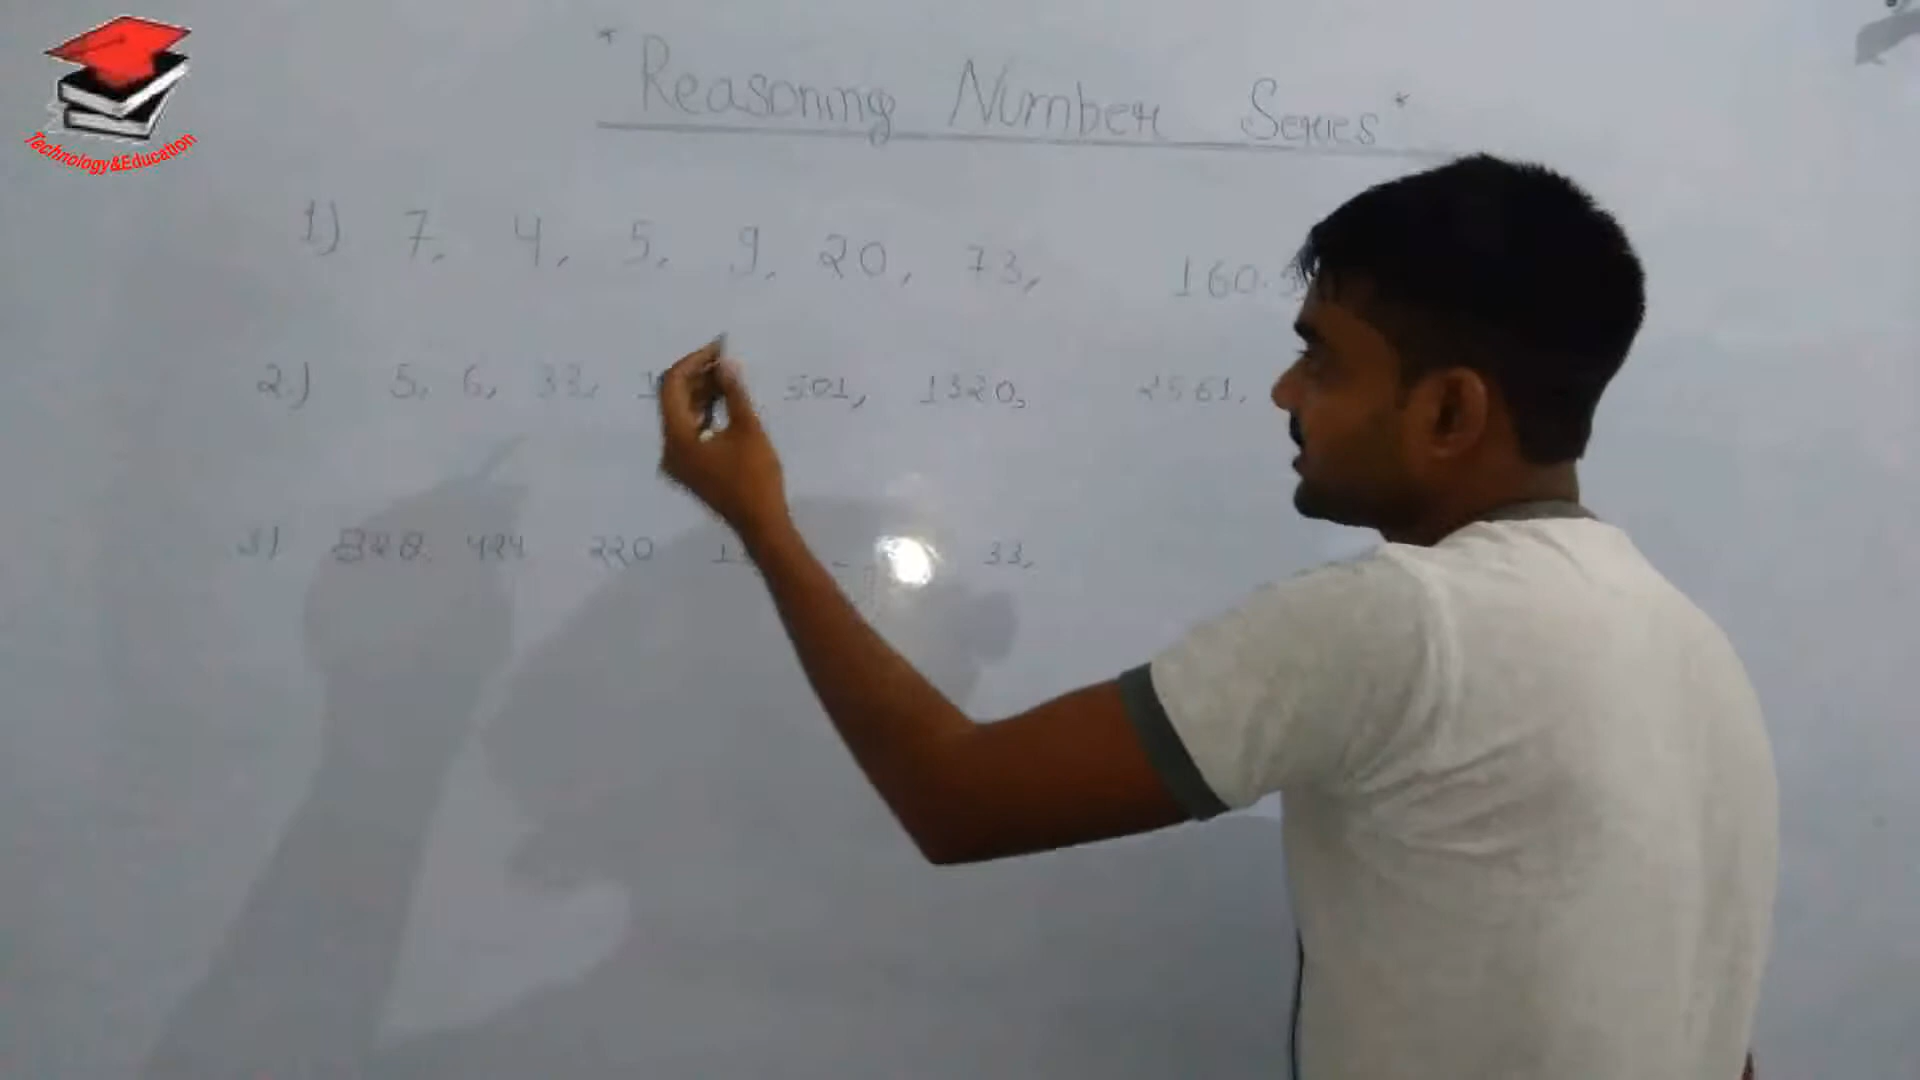 Technology&Education
* Reasoning Number Series *
1) 7, 4, 5, 9, 20, 73, 160.5
2.) 5, 6, 33, 501, 1320, 2561,
3) 828, 424 220 33,